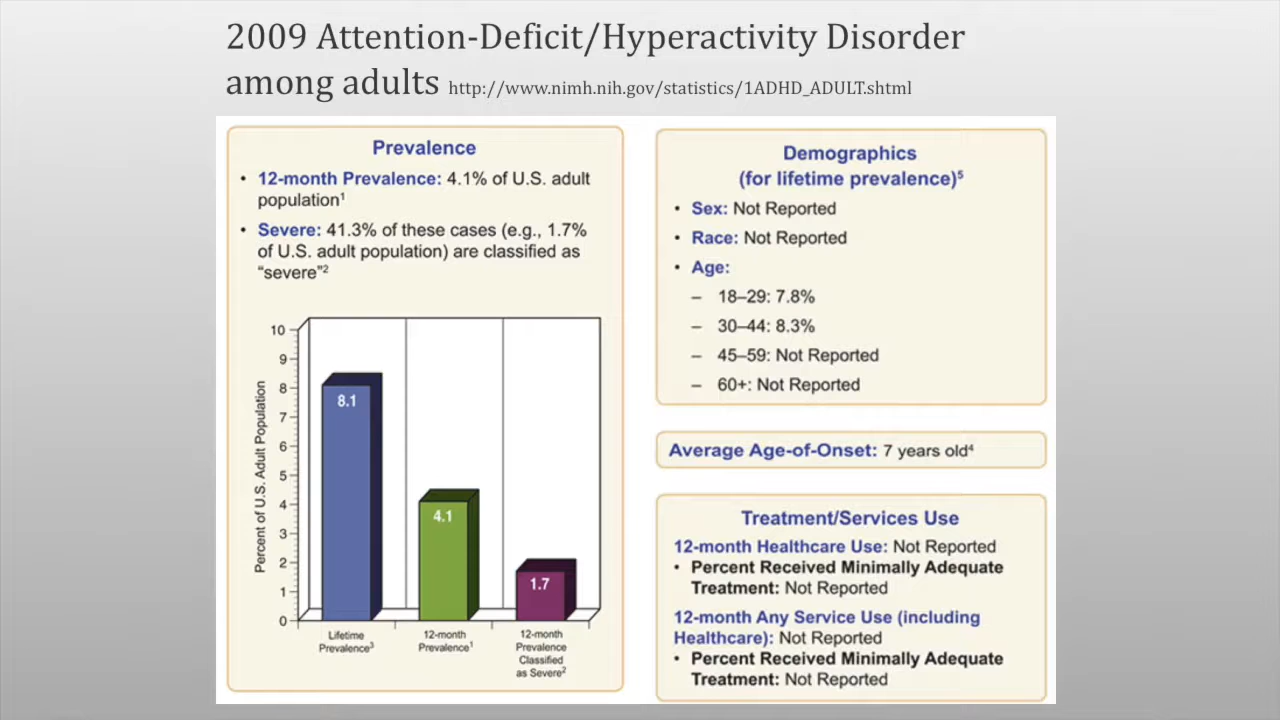 2009 Attention-Deficit/Hyperactivity Disorder
among adults http://www.nimh.nih.gov/statistics/1ADHD_ADULT.shtml
Prevalence
• 12-month Prevalence: 4.1% of U.S. adult
population¹
• Severe: 41.3% of these cases (e.g., 1.7%
of U.S. adult population) are classified as
“severe”²
Percent of U.S. Adult Population
10
9
8
7
6
5
4
3
2
1
0
8.1
4.1
1.7
Lifetime
Prevalence³
12-month
Prevalence¹
12-month
Prevalence
Classified
as Severe²
Demographics
(for lifetime prevalence)⁵
• Sex: Not Reported
• Race: Not Reported
• Age:
– 18–29: 7.8%
– 30–44: 8.3%
– 45–59: Not Reported
– 60+: Not Reported
Average Age-of-Onset: 7 years old⁴
Treatment/Services Use
12-month Healthcare Use: Not Reported
• Percent Received Minimally Adequate
Treatment: Not Reported
12-month Any Service Use (including
Healthcare): Not Reported
• Percent Received Minimally Adequate
Treatment: Not Reported